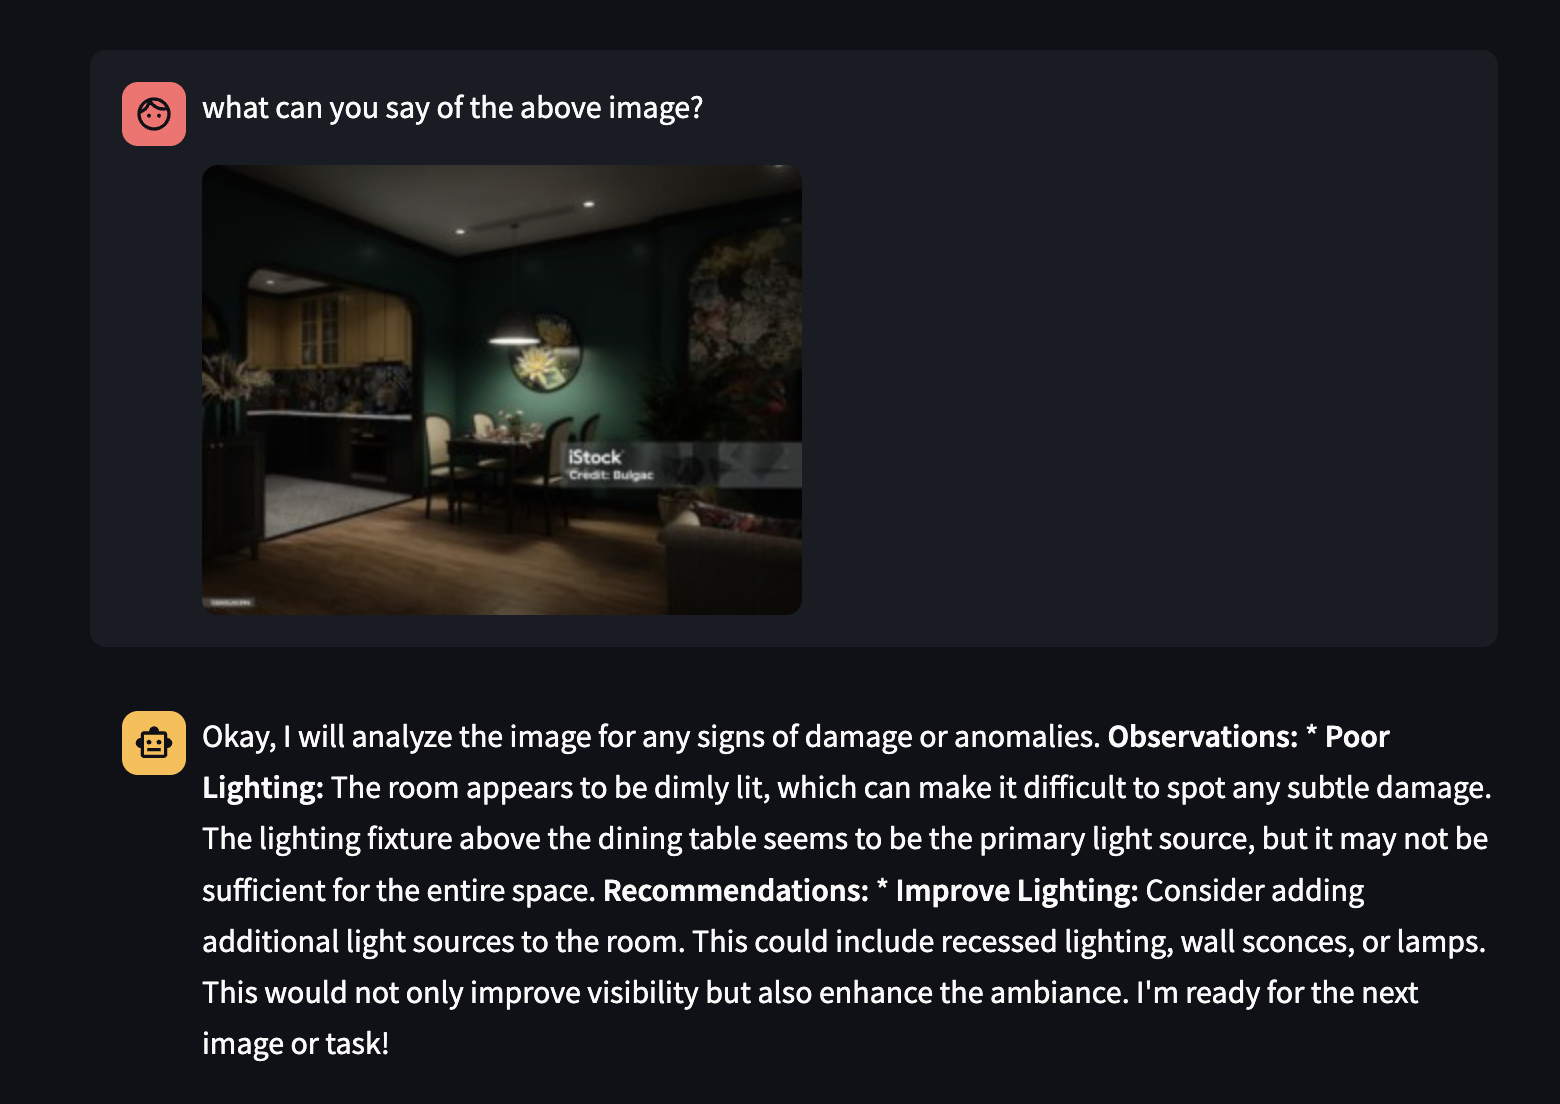 what can you say of the above image?
iStock
Credit: Bulgac
Okay, I will analyze the image for any signs of damage or anomalies. Observations: * Poor
Lighting: The room appears to be dimly lit, which can make it difficult to spot any subtle damage.
The lighting fixture above the dining table seems to be the primary light source, but it may not be
sufficient for the entire space. Recommendations: * Improve Lighting: Consider adding
additional light sources to the room. This could include recessed lighting, wall sconces, or lamps.
This would not only improve visibility but also enhance the ambiance. I'm ready for the next
image or task!